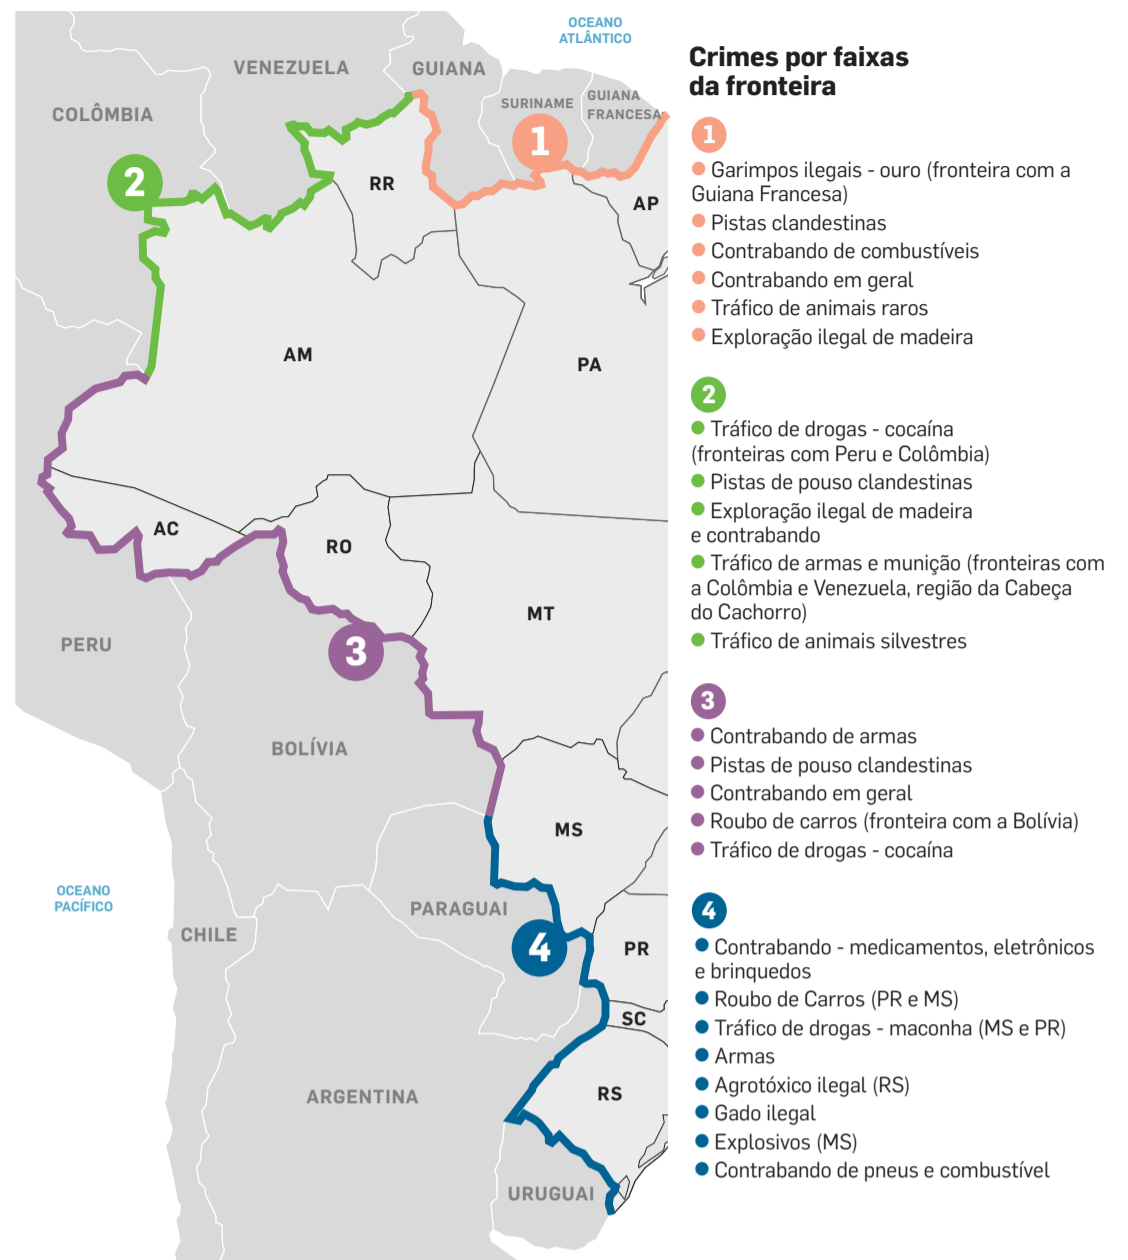 OCEANO
ATLÂNTICO
VENEZUELA
GUIANA
COLÔMBIA
SURINAME
GUIANA
FRANCESA
1
2
RR
AP
AM
PA
AC
RO
MT
PERU
3
BOLÍVIA
MS
OCEANO
PACÍFICO
PARAGUAI
CHILE
4
PR
SC
RS
ARGENTINA
URUGUAI
Crimes por faixas
da fronteira
1
Garimpos ilegais - ouro (fronteira com a
Guiana Francesa)
Pistas clandestinas
Contrabando de combustíveis
Contrabando em geral
Tráfico de animais raros
Exploração ilegal de madeira
2
Tráfico de drogas - cocaína
(fronteiras com Peru e Colômbia)
Pistas de pouso clandestinas
Exploração ilegal de madeira
e contrabando
Tráfico de armas e munição (fronteiras com
a Colômbia e Venezuela, região da Cabeça
do Cachorro)
Tráfico de animais silvestres
3
Contrabando de armas
Pistas de pouso clandestinas
Contrabando em geral
Roubo de carros (fronteira com a Bolívia)
Tráfico de drogas - cocaína
4
Contrabando - medicamentos, eletrônicos
e brinquedos
Roubo de Carros (PR e MS)
Tráfico de drogas - maconha (MS e PR)
Armas
Agrotóxico ilegal (RS)
Gado ilegal
Explosivos (MS)
Contrabando de pneus e combustível